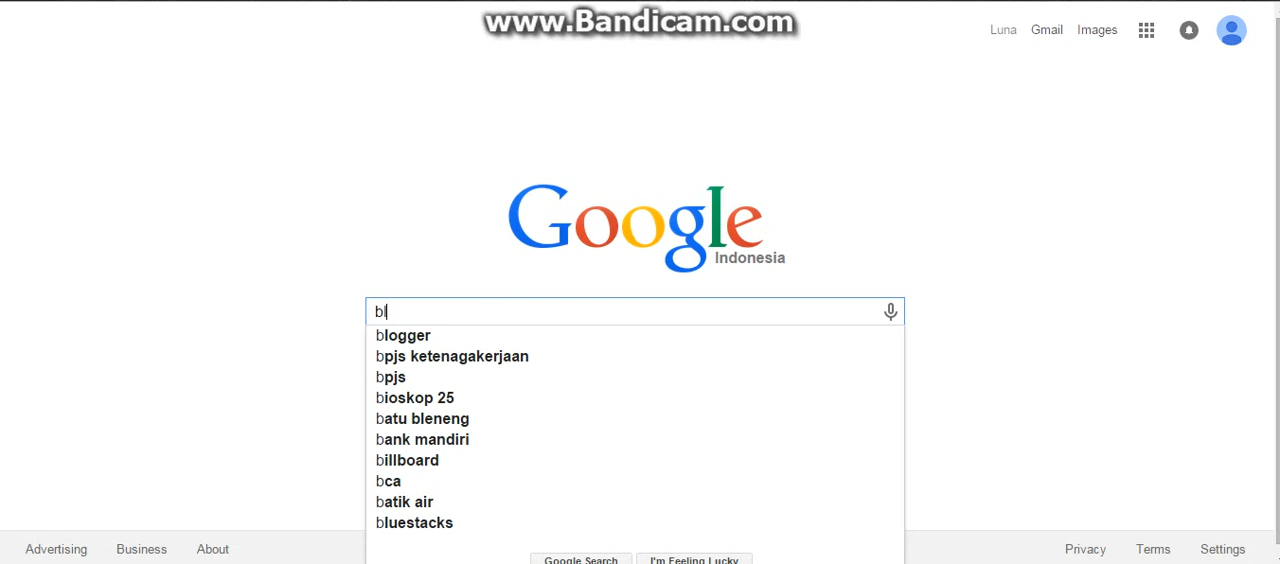 www.Bandicam.com
Luna Gmail Images
Google
Indonesia
bl
blogger
bpjs ketenagakerjaan
bpjs
bioskop 25
batu bleneng
bank mandiri
billboard
bca
batik air
bluestacks
Google Search I'm Feeling Lucky
Advertising Business About Privacy Terms Settings